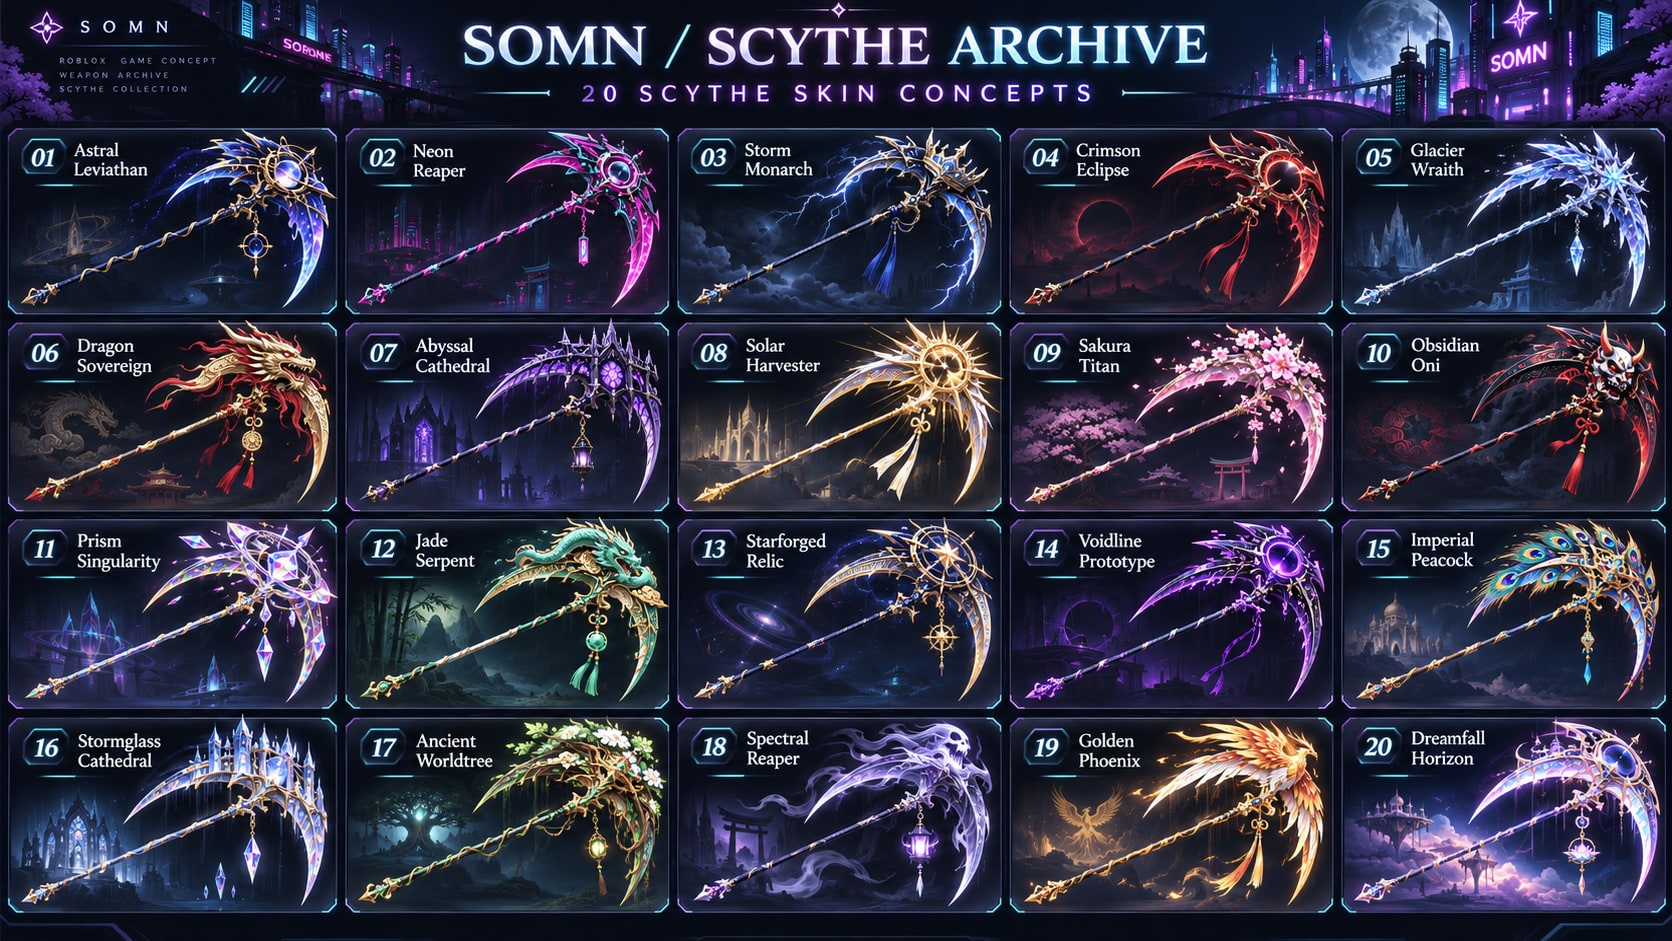 SOMN
ROBLOX GAME CONCEPT
WEAPON ARCHIVE
SCYTHE COLLECTION
SOROME
SOMN / SCYTHE ARCHIVE
20 SCYTHE SKIN CONCEPTS
SOMN
01 Astral
Leviathan
02 Neon
Reaper
03 Storm
Monarch
04 Crimson
Eclipse
05 Glacier
Wraith
06 Dragon
Sovereign
07 Abyssal
Cathedral
08 Solar
Harvester
09 Sakura
Titan
10 Obsidian
Oni
11 Prism
Singularity
12 Jade
Serpent
13 Starforged
Relic
14 Voidline
Prototype
15 Imperial
Peacock
16 Stormglass
Cathedral
17 Ancient
Worldtree
18 Spectral
Reaper
19 Golden
Phoenix
20 Dreamfall
Horizon